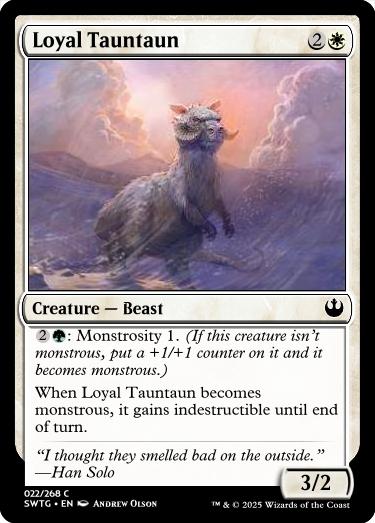 Loyal Tauntaun 2
Creature — Beast
2 : Monstrosity 1. (If this creature isn't
monstrous, put a +1/+1 counter on it and it
becomes monstrous.)
When Loyal Tauntaun becomes
monstrous, it gains indestructible until end
of turn.
“I thought they smelled bad on the outside.”
—Han Solo
3/2
022/268 C
SWTG • EN Andrew Olson ™ & © 2025 Wizards of the Coast